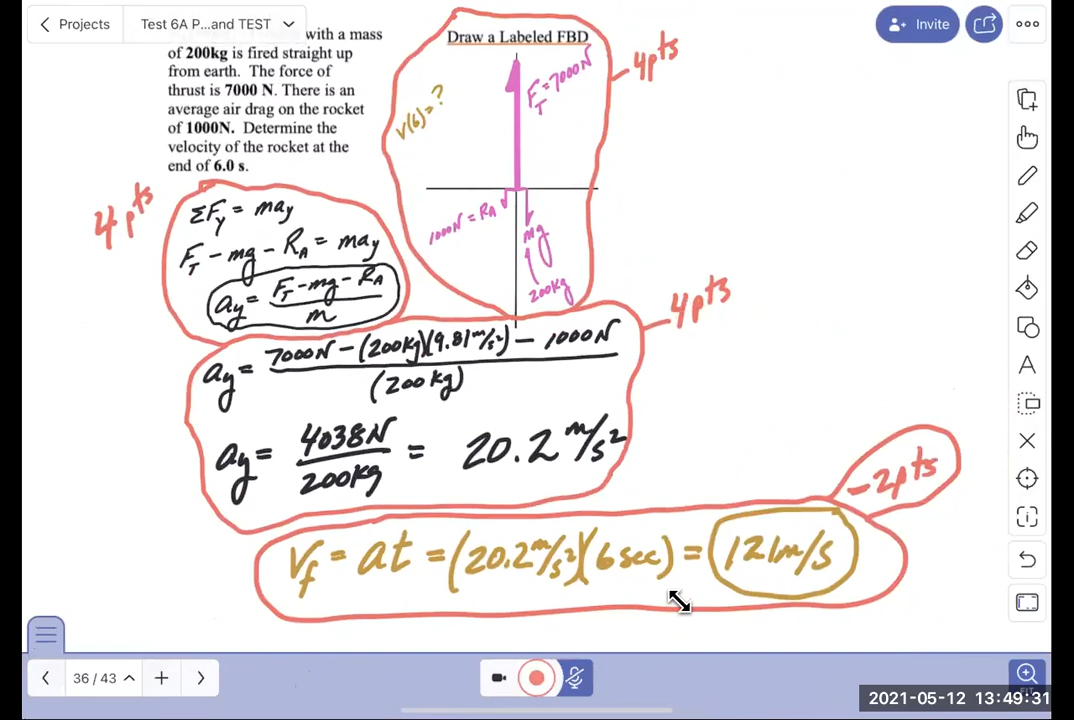 Projects
Test 6A P...and TEST
Invite
with a mass
of 200kg is fired straight up
from earth. The force of
thrust is 7000 N. There is an
average air drag on the rocket
of 1000N. Determine the
velocity of the rocket at the
end of 6.0 s.
Draw a Labeled FBD
4pts
v(6) = ?
F_T = 7000N
1000N = R_A
mg
200kg
4pts
ΣF_y = ma_y
F_T - mg - R_A = ma_y
a_y = (F_T - mg - R_A) / m
4pts
a_y = 7000N - (200kg)(9.81m/s²) - 1000N
(200kg)
a_y = 4038N / 200kg = 20.2 m/s²
-2pts
V_f = at = (20.2m/s²)(6sec) = 121m/s
36 / 43
FIT
2021-05-12 13:49:31